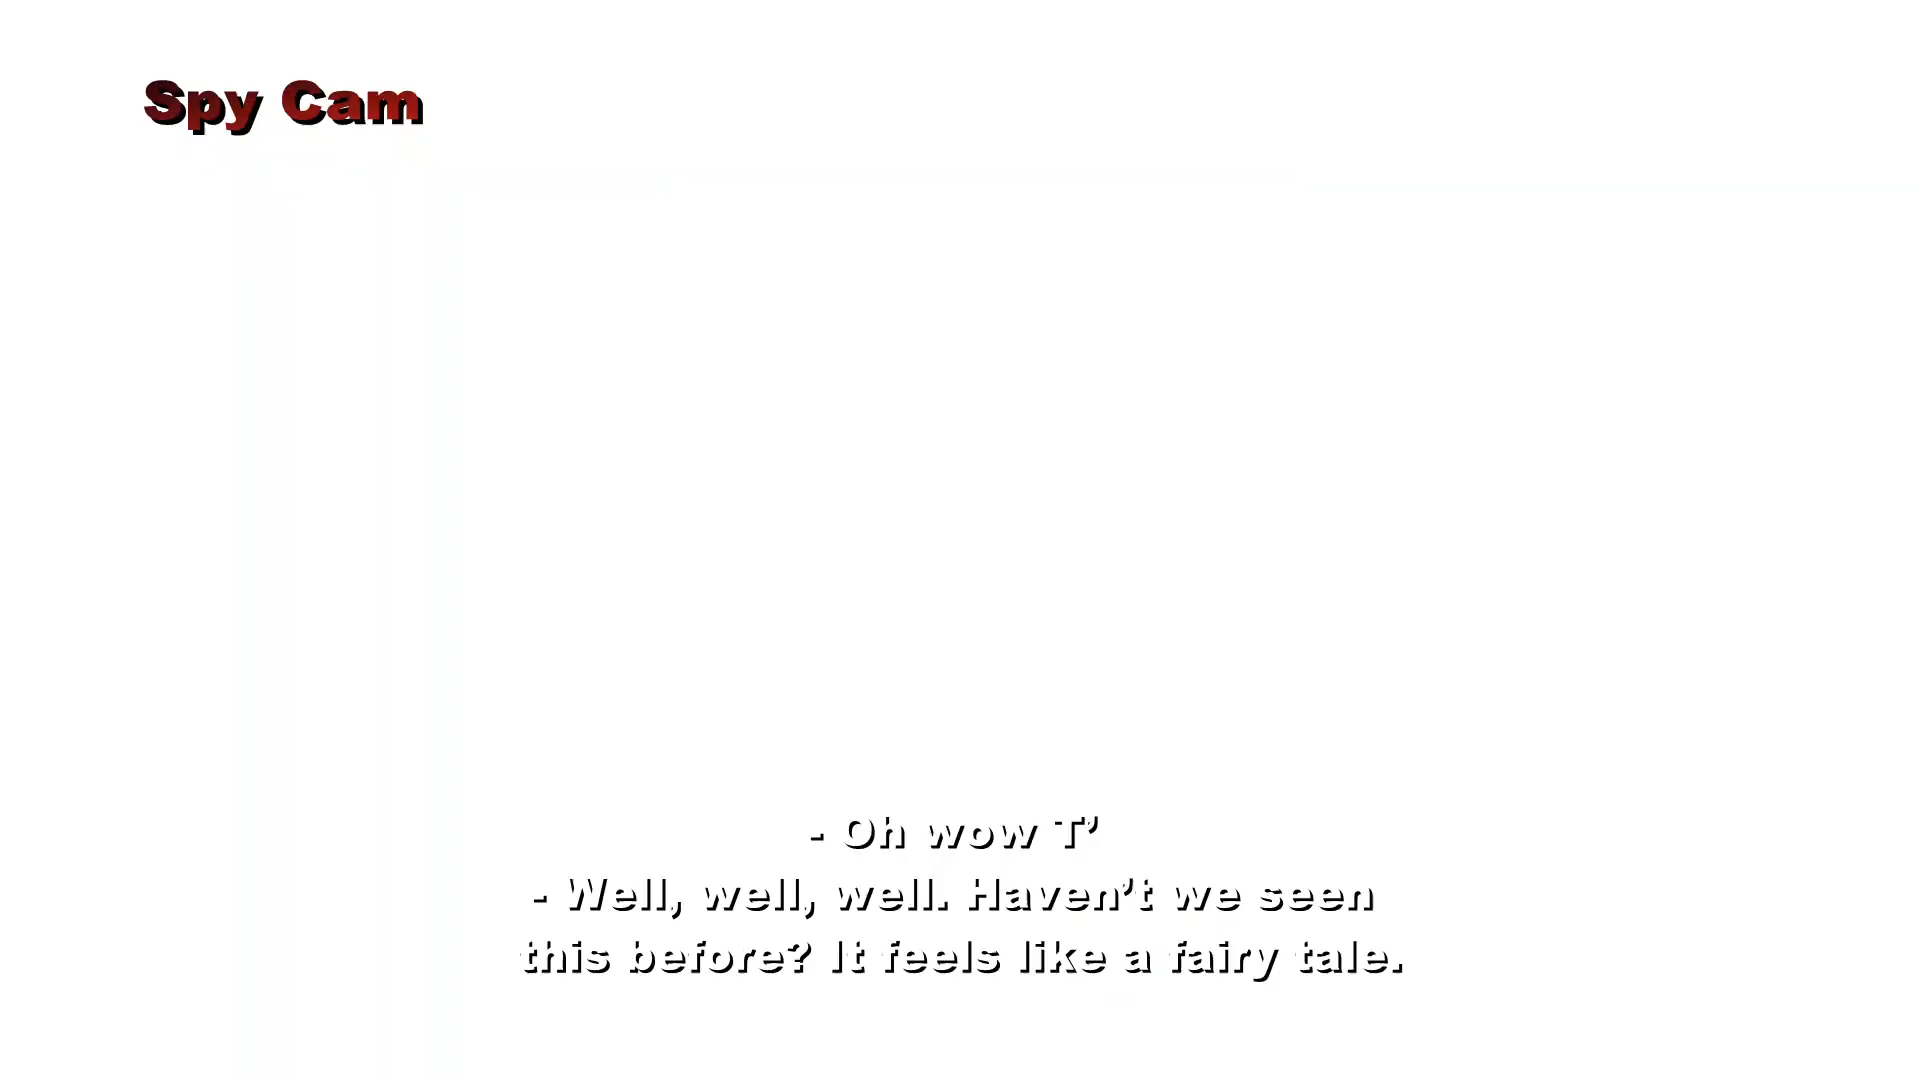 Spy Cam
- Oh wow T’
- Well, well, well. Haven’t we seen
this before? It feels like a fairy tale.